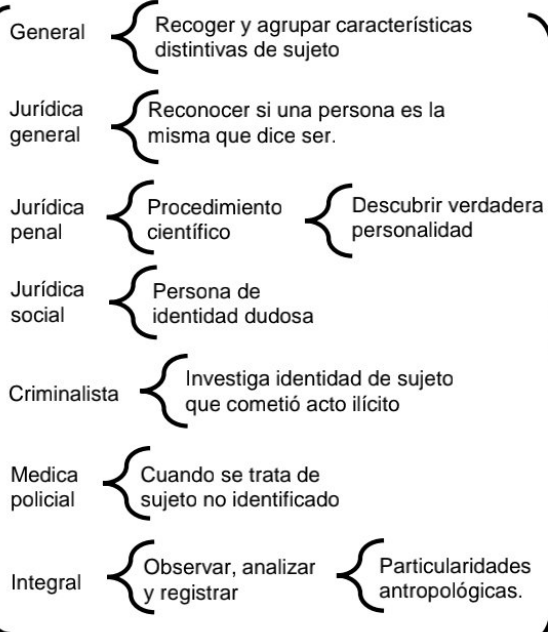 General
Recoger y agrupar características
distintivas de sujeto
Jurídica
general
Reconocer si una persona es la
misma que dice ser.
Jurídica
penal
Procedimiento
científico
Descubrir verdadera
personalidad
Jurídica
social
Persona de
identidad dudosa
Criminalista
Investiga identidad de sujeto
que cometió acto ilícito
Medica
policial
Cuando se trata de
sujeto no identificado
Integral
Observar, analizar
y registrar
Particularidades
antropológicas.